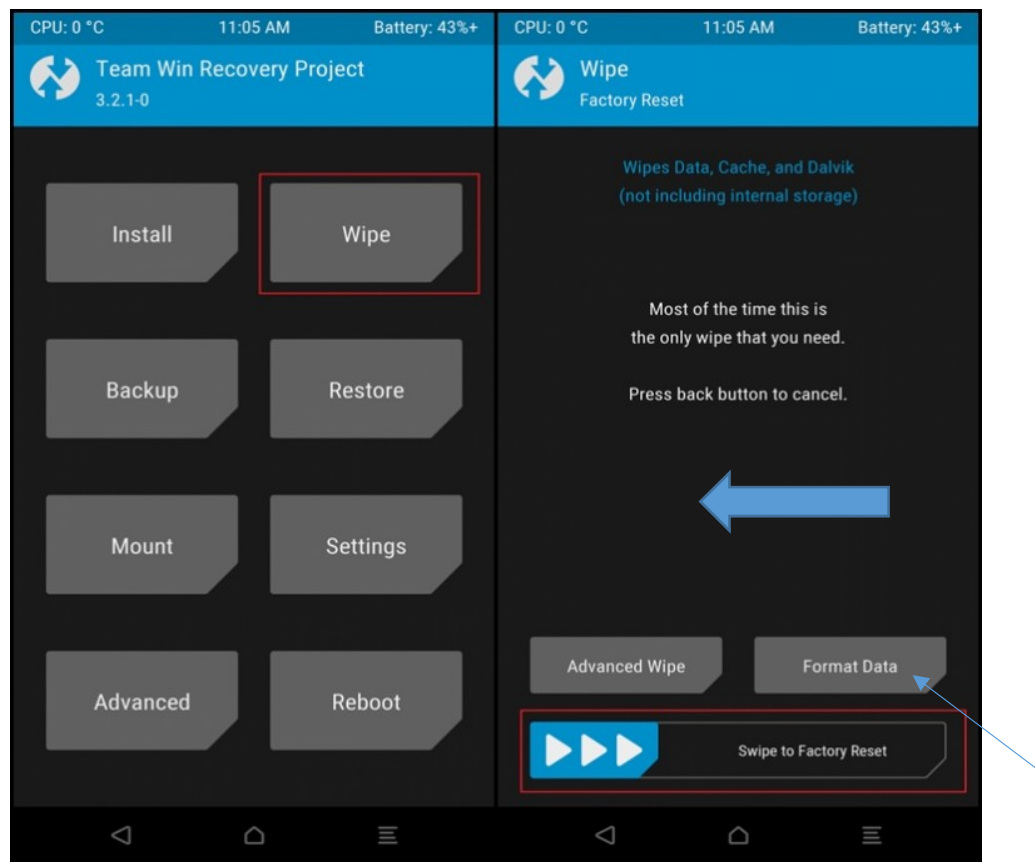 CPU: 0 °C 11:05 AM Battery: 43%+
Team Win Recovery Project
3.2.1-0
Install Wipe
Backup Restore
Mount Settings
Advanced Reboot
CPU: 0 °C 11:05 AM Battery: 43%+
Wipe
Factory Reset
Wipes Data, Cache, and Dalvik
(not including internal storage)
Most of the time this is
the only wipe that you need.
Press back button to cancel.
Advanced Wipe Format Data
Swipe to Factory Reset